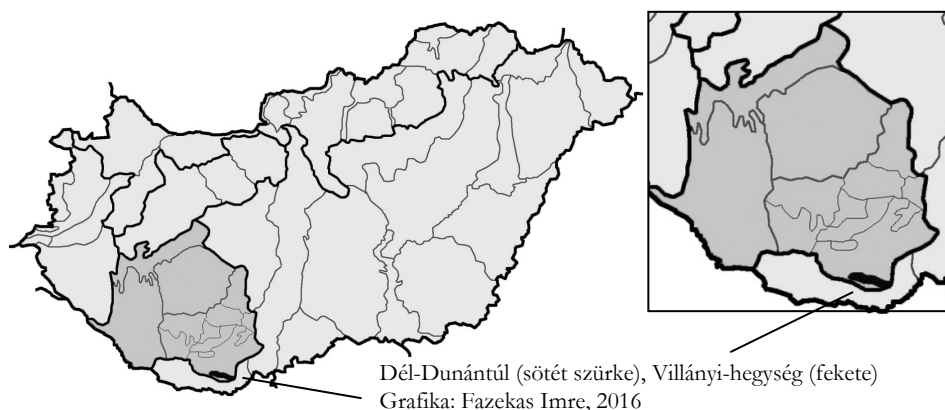 Dél-Dunántúl (sötét szürke), Villányi-hegység (fekete)
Grafika: Fazekas Imre, 2016